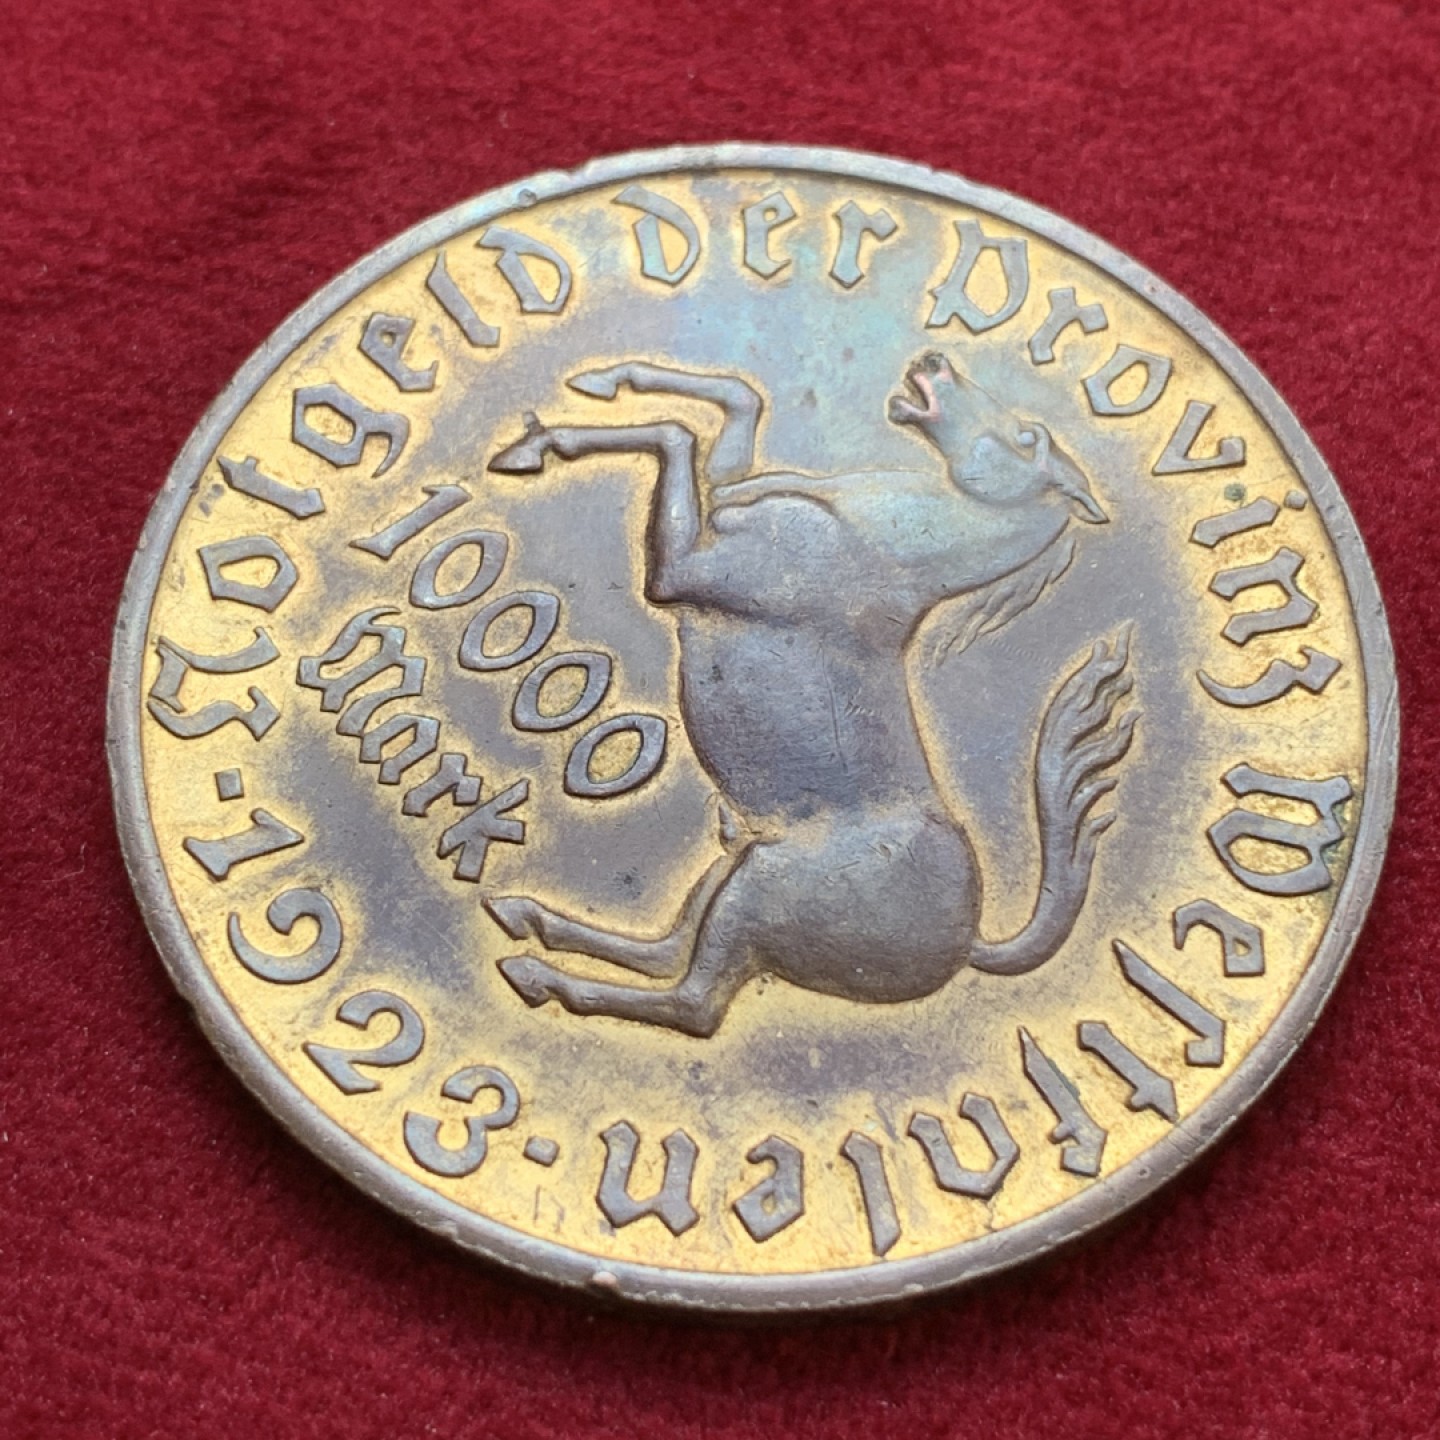 Notgeld der Provinz Weſtfalen · 1923 ·
10000
Mark